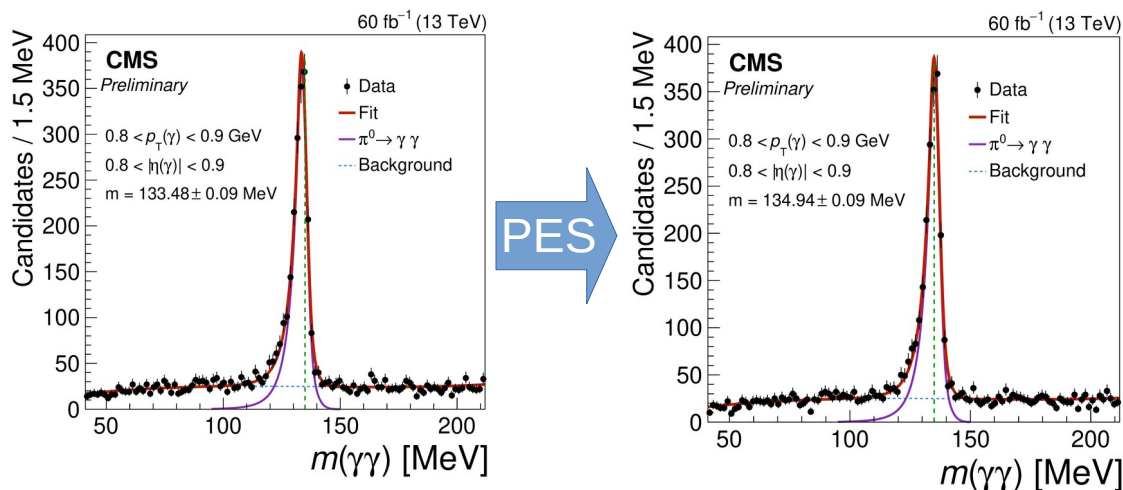 60 fb⁻¹ (13 TeV)
CMS
Preliminary
0.8 < p_T(γ) < 0.9 GeV
0.8 < |η(γ)| < 0.9
m = 133.48 ± 0.09 MeV
Data
Fit
π⁰→ γ γ
Background
Candidates / 1.5 MeV
400
350
300
250
200
150
100
50
0
50 100 150 200
m(γγ) [MeV]
PES
60 fb⁻¹ (13 TeV)
CMS
Preliminary
0.8 < p_T(γ) < 0.9 GeV
0.8 < |η(γ)| < 0.9
m = 134.94 ± 0.09 MeV
Data
Fit
π⁰→ γ γ
Background
Candidates / 1.5 MeV
400
350
300
250
200
150
100
50
0
50 100 150 200
m(γγ) [MeV]